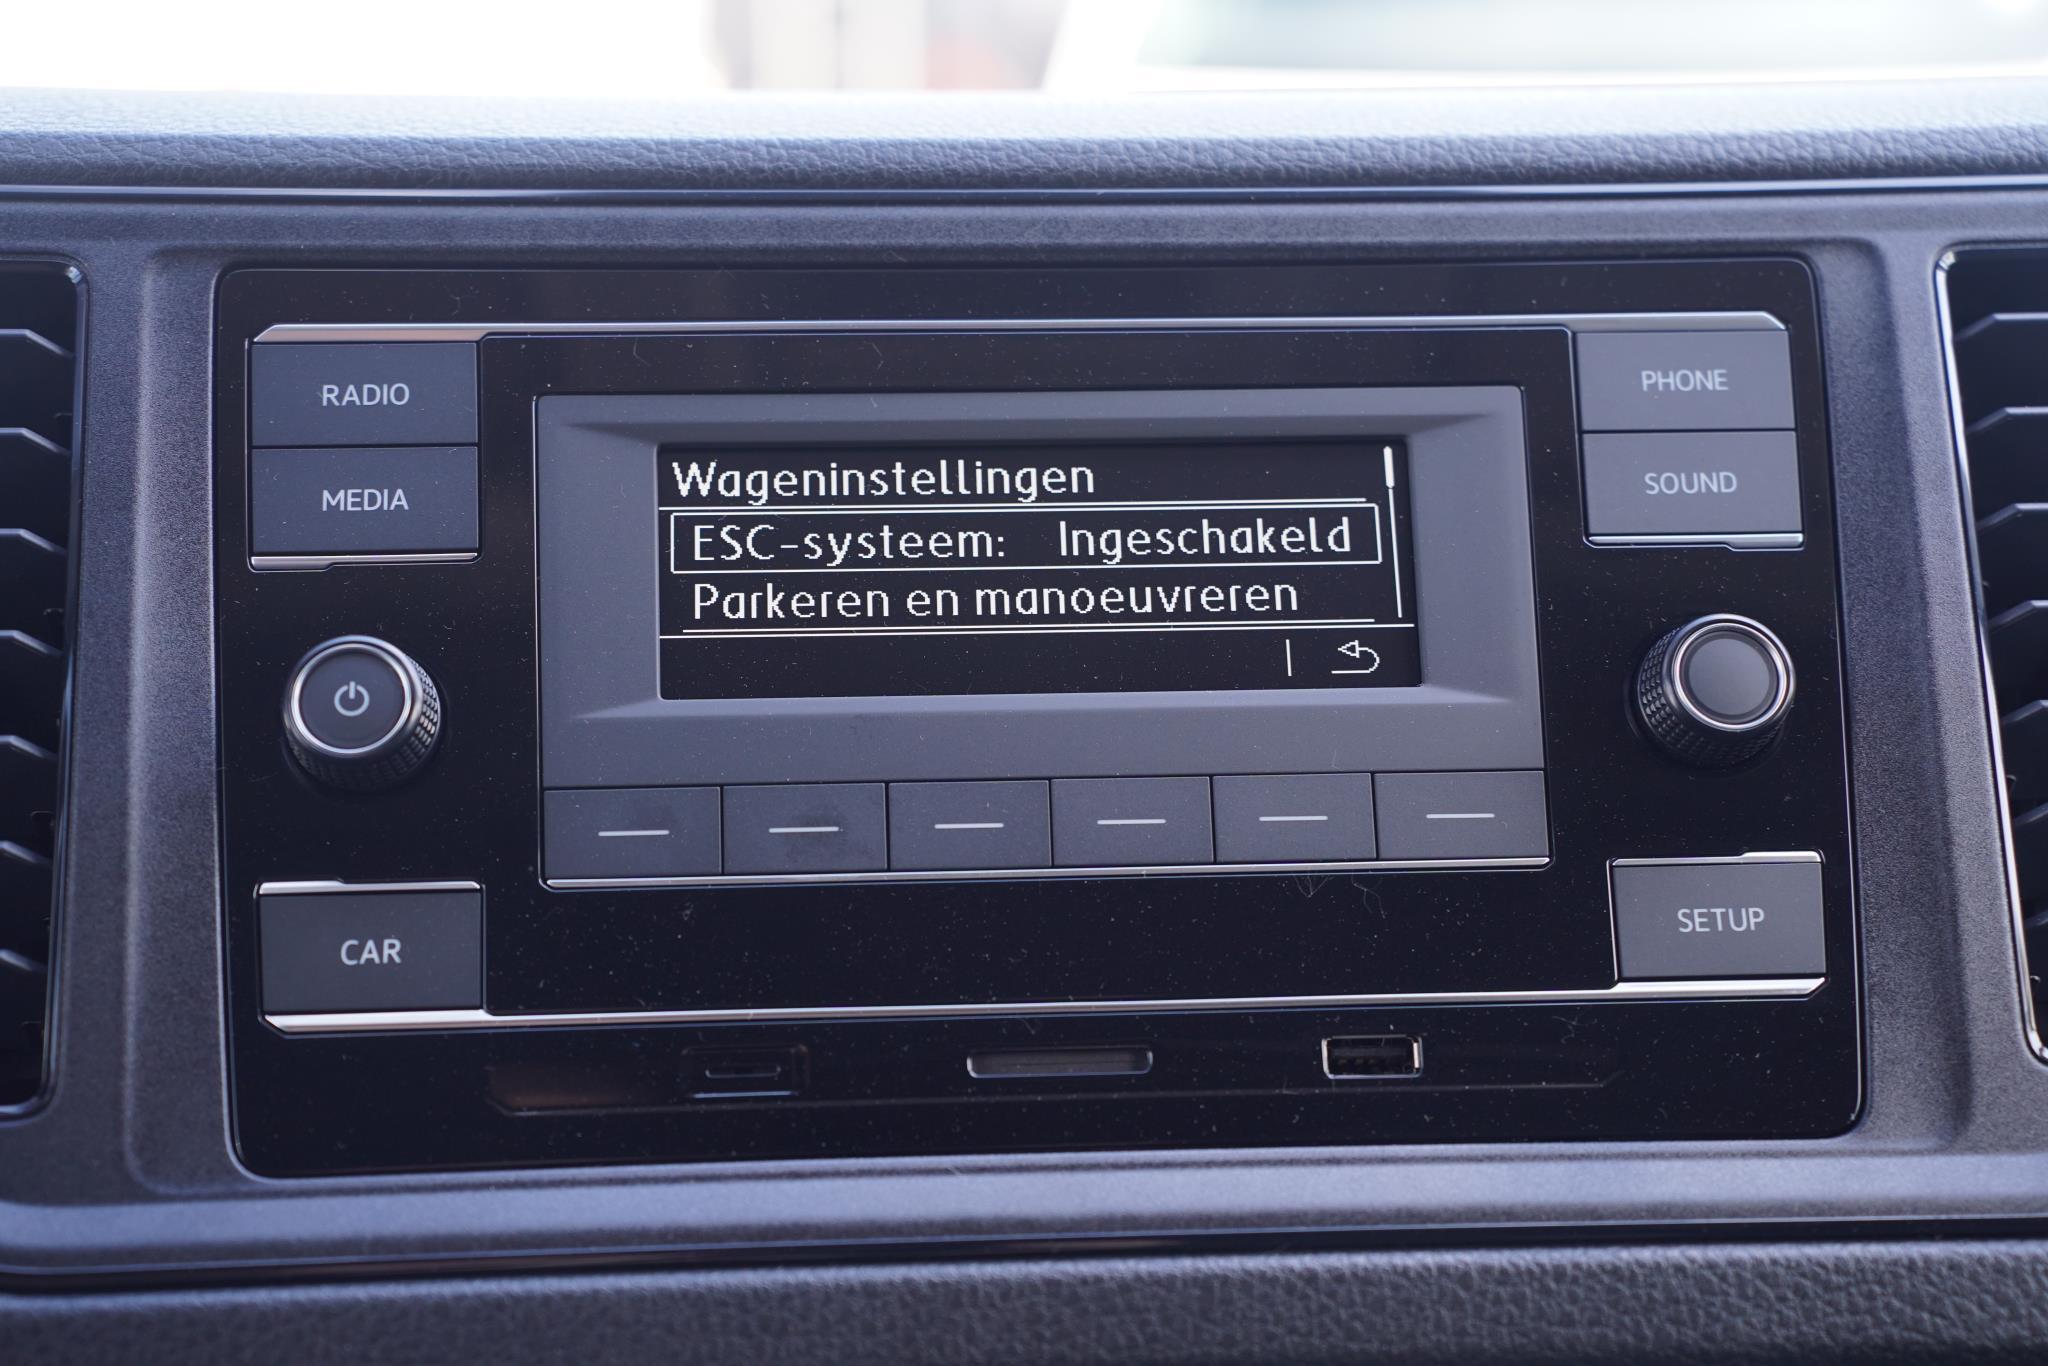 RADIO
MEDIA
Wageninstellingen
ESC-systeem: Ingeschakeld
Parkeren en manoeuvreren
PHONE
SOUND
CAR
SETUP